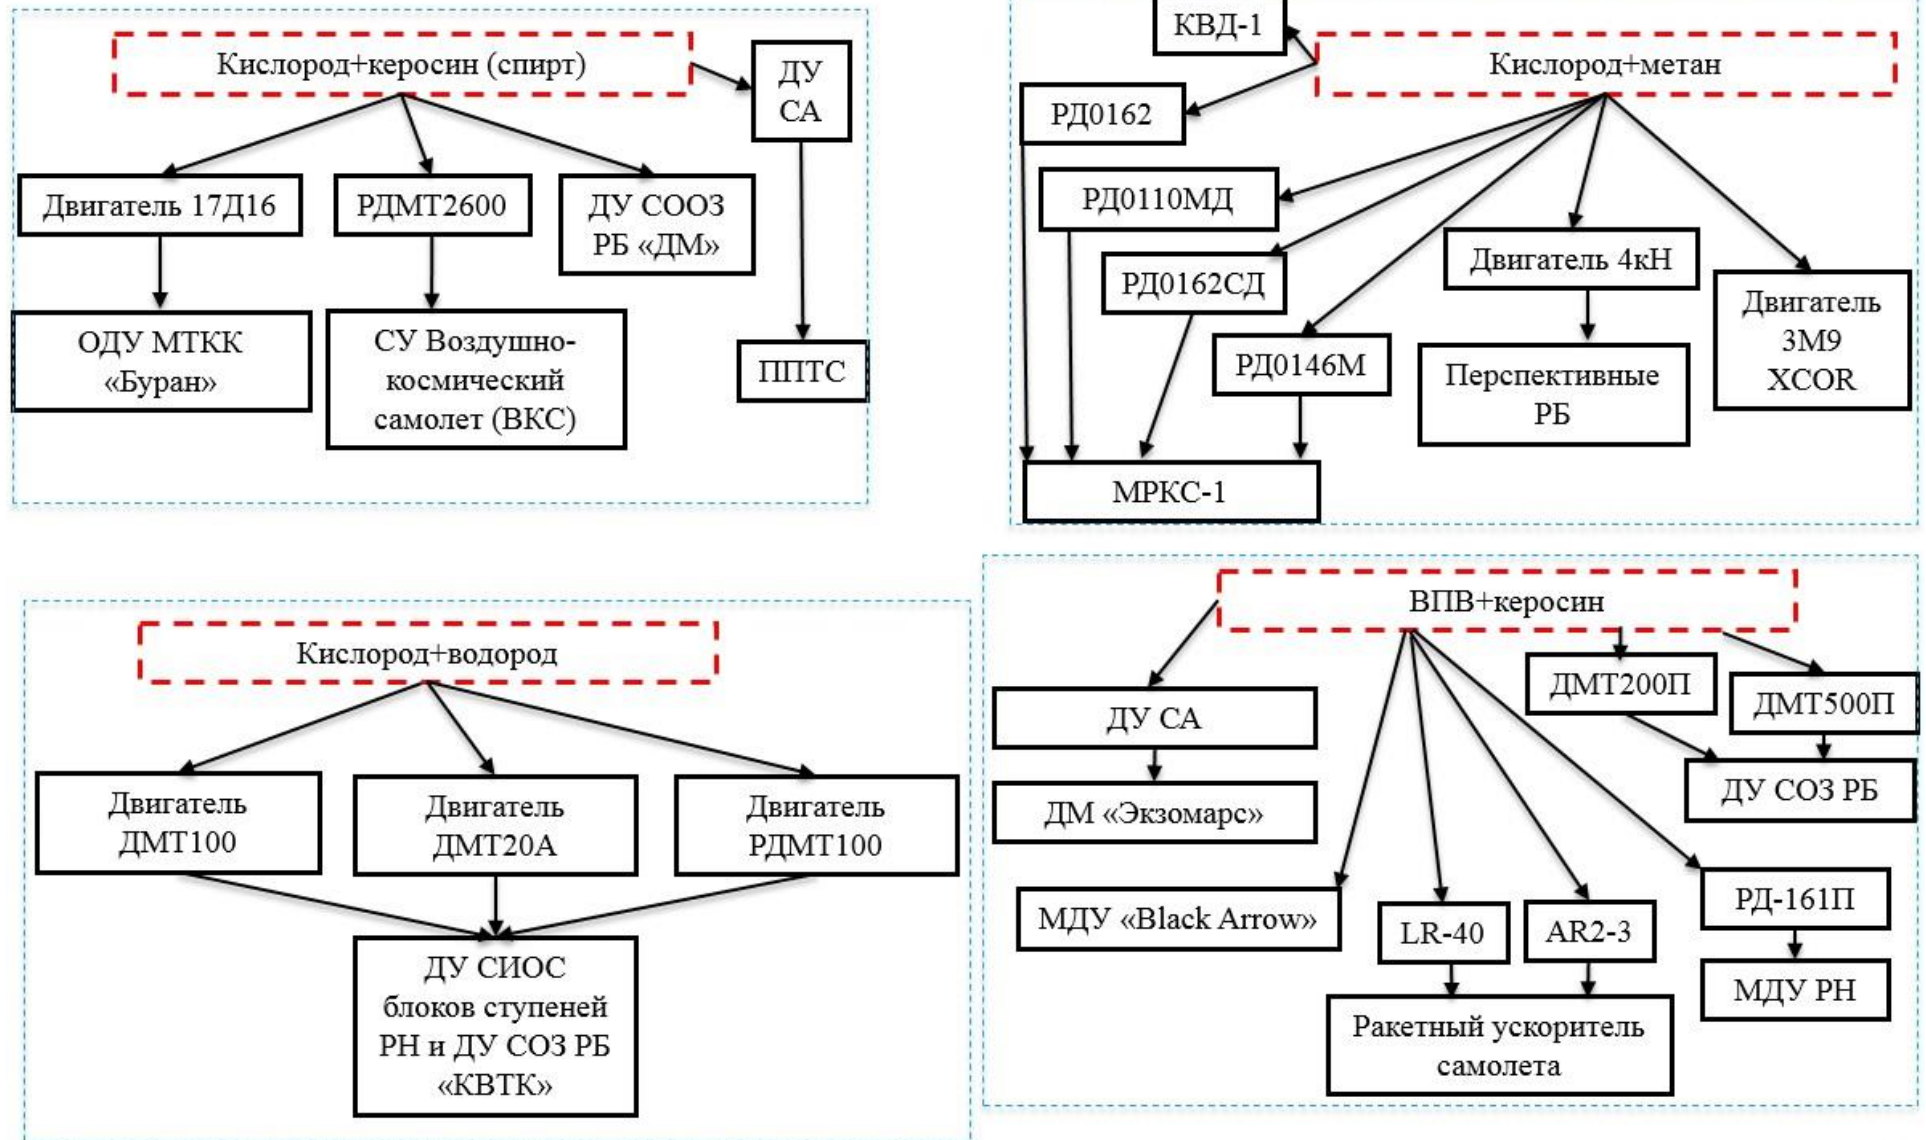 Кислород+керосин (спирт)
ДУ
СА
Двигатель 17Д16
РДМТ2600
ДУ СООЗ
РБ «ДМ»
ОДУ МТКК
«Буран»
СУ Воздушно-
космический
самолет (ВКС)
ППТС
КВД-1
Кислород+метан
РД0162
РД0110МД
РД0162СД
РД0146М
Двигатель 4кН
Двигатель
3М9
XCOR
Перспективные
РБ
МРКС-1
Кислород+водород
Двигатель
ДМТ100
Двигатель
ДМТ20А
Двигатель
РДМТ100
ДУ СИОС
блоков ступеней
РН и ДУ СОЗ РБ
«КВТК»
ВПВ+керосин
ДУ СА
ДМ «Экзомарс»
ДМТ200П
ДМТ500П
ДУ СОЗ РБ
МДУ «Black Arrow»
LR-40
AR2-3
РД-161П
МДУ РН
Ракетный ускоритель
самолета